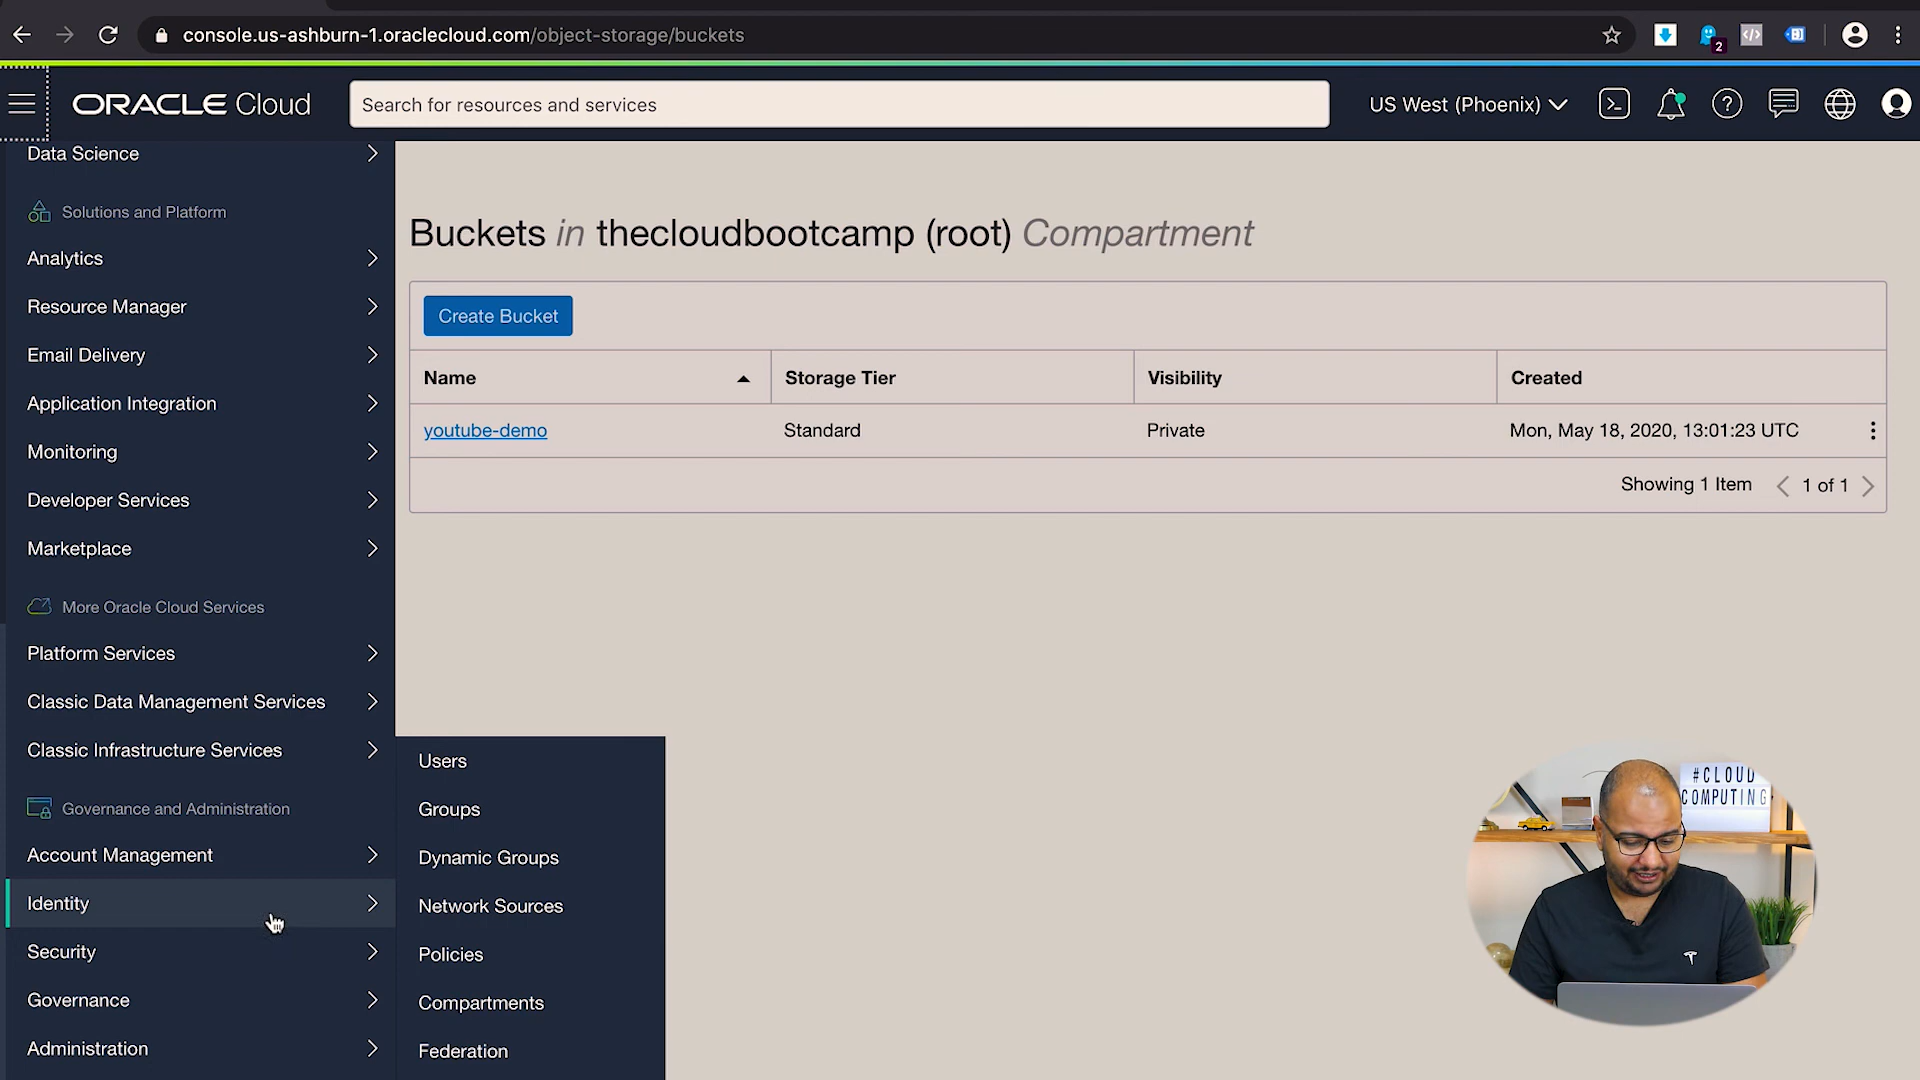 console.us-ashburn-1.oraclecloud.com/object-storage/buckets
2
ORACLE Cloud
Search for resources and services
US West (Phoenix)
Data Science
Solutions and Platform
Analytics
Resource Manager
Email Delivery
Application Integration
Monitoring
Developer Services
Marketplace
More Oracle Cloud Services
Platform Services
Classic Data Management Services
Classic Infrastructure Services
Governance and Administration
Account Management
Identity
Security
Governance
Administration
Users
Groups
Dynamic Groups
Network Sources
Policies
Compartments
Federation
Buckets in thecloudbootcamp (root) Compartment
Create Bucket
Name Storage Tier Visibility Created
youtube-demo Standard Private Mon, May 18, 2020, 13:01:23 UTC
Showing 1 Item 1 of 1
#CLOUD
COMPUTING